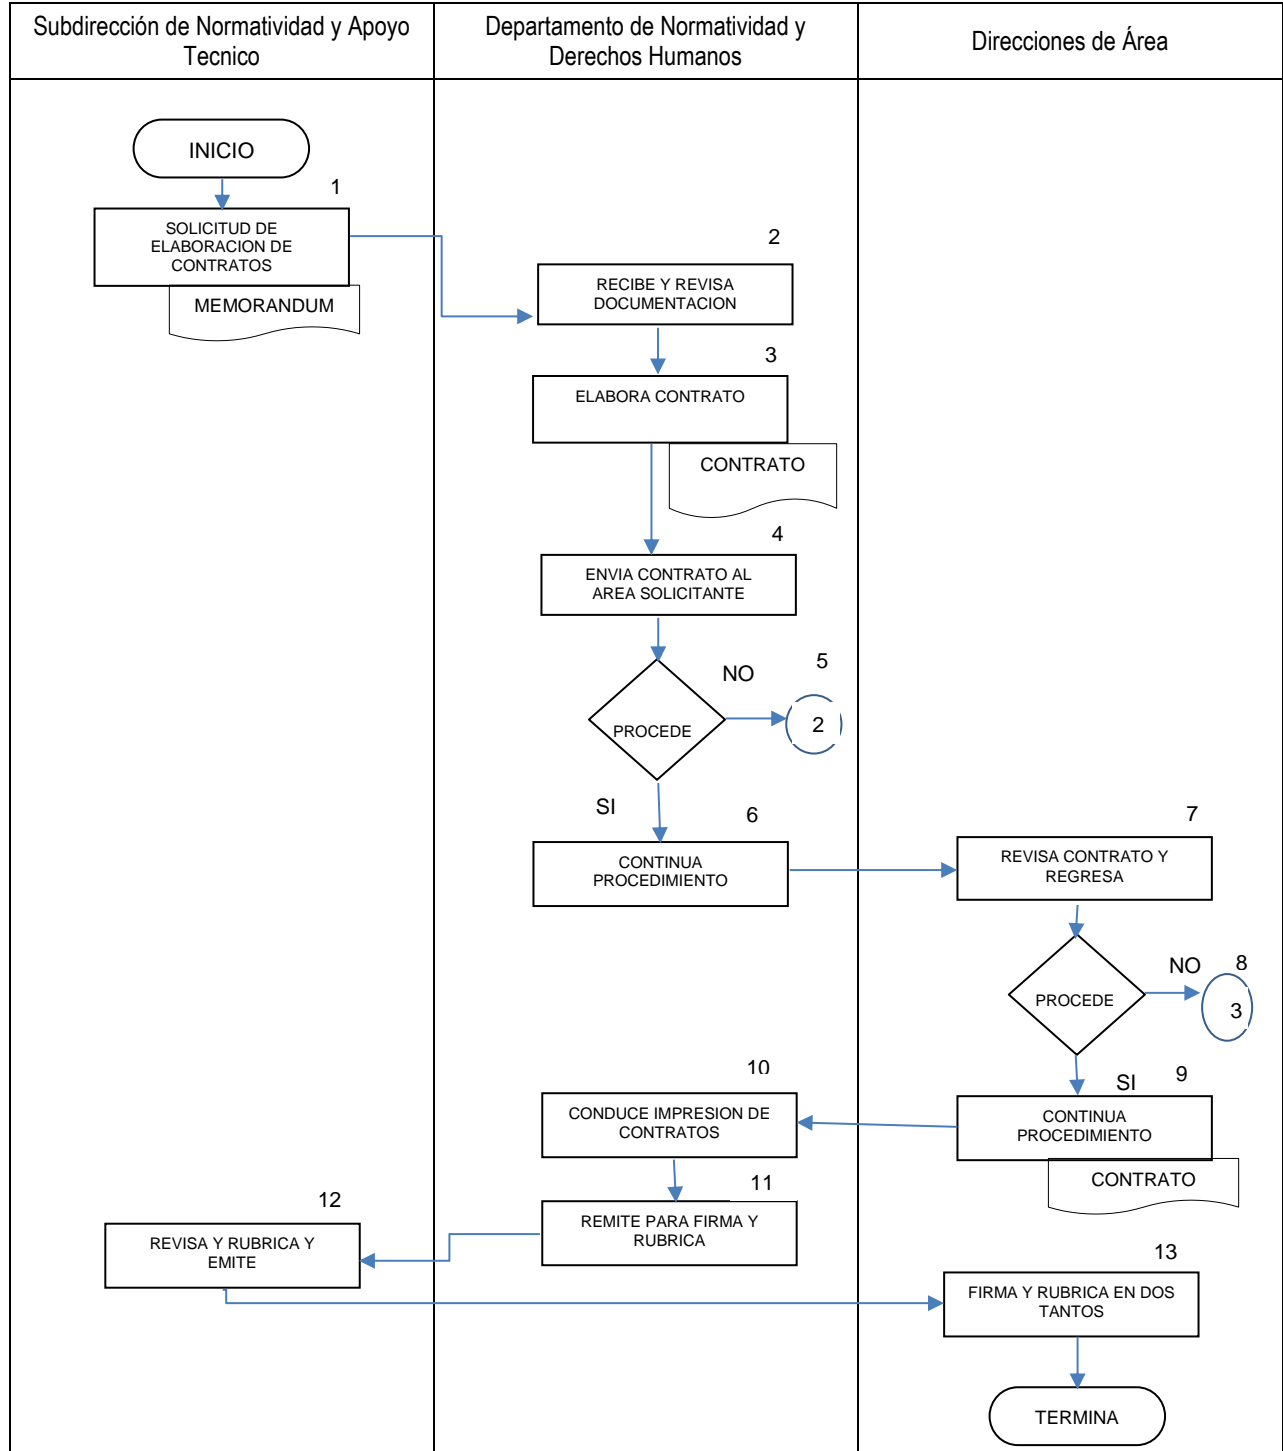 Subdirección de Normatividad y Apoyo
Tecnico
Departamento de Normatividad y
Derechos Humanos
Direcciones de Área
INICIO
1
SOLICITUD DE
ELABORACION DE
CONTRATOS
MEMORANDUM
2
RECIBE Y REVISA
DOCUMENTACION
3
ELABORA CONTRATO
CONTRATO
4
ENVIA CONTRATO AL
AREA SOLICITANTE
PROCEDE
NO
5
2
SI
6
CONTINUA
PROCEDIMIENTO
7
REVISA CONTRATO Y
REGRESA
PROCEDE
NO
8
3
SI
9
CONTINUA
PROCEDIMIENTO
CONTRATO
10
CONDUCE IMPRESION DE
CONTRATOS
11
REMITE PARA FIRMA Y
RUBRICA
12
REVISA Y RUBRICA Y
EMITE
13
FIRMA Y RUBRICA EN DOS
TANTOS
TERMINA